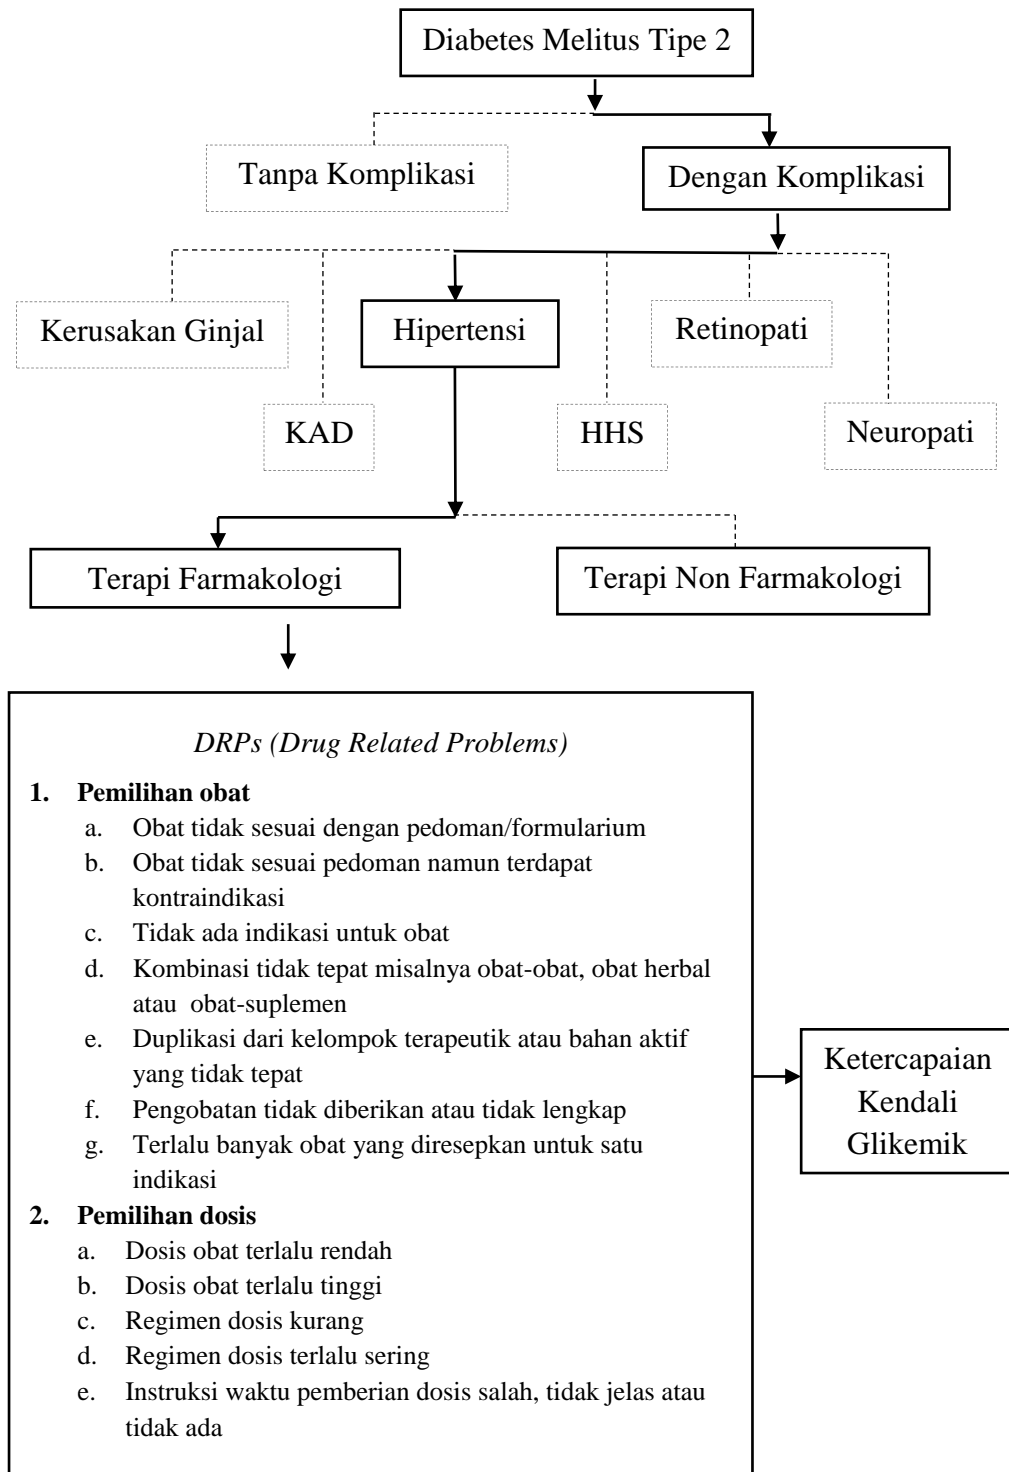 Diabetes Melitus Tipe 2
Tanpa Komplikasi
Dengan Komplikasi
Kerusakan Ginjal
Hipertensi
Retinopati
KAD
HHS
Neuropati
Terapi Farmakologi
Terapi Non Farmakologi
DRPs (Drug Related Problems)
1. Pemilihan obat
a. Obat tidak sesuai dengan pedoman/formularium
b. Obat tidak sesuai pedoman namun terdapat
kontraindikasi
c. Tidak ada indikasi untuk obat
d. Kombinasi tidak tepat misalnya obat-obat, obat herbal
atau obat-suplemen
e. Duplikasi dari kelompok terapeutik atau bahan aktif
yang tidak tepat
f. Pengobatan tidak diberikan atau tidak lengkap
g. Terlalu banyak obat yang diresepkan untuk satu
indikasi
2. Pemilihan dosis
a. Dosis obat terlalu rendah
b. Dosis obat terlalu tinggi
c. Regimen dosis kurang
d. Regimen dosis terlalu sering
e. Instruksi waktu pemberian dosis salah, tidak jelas atau
tidak ada
Ketercapaian
Kendali
Glikemik